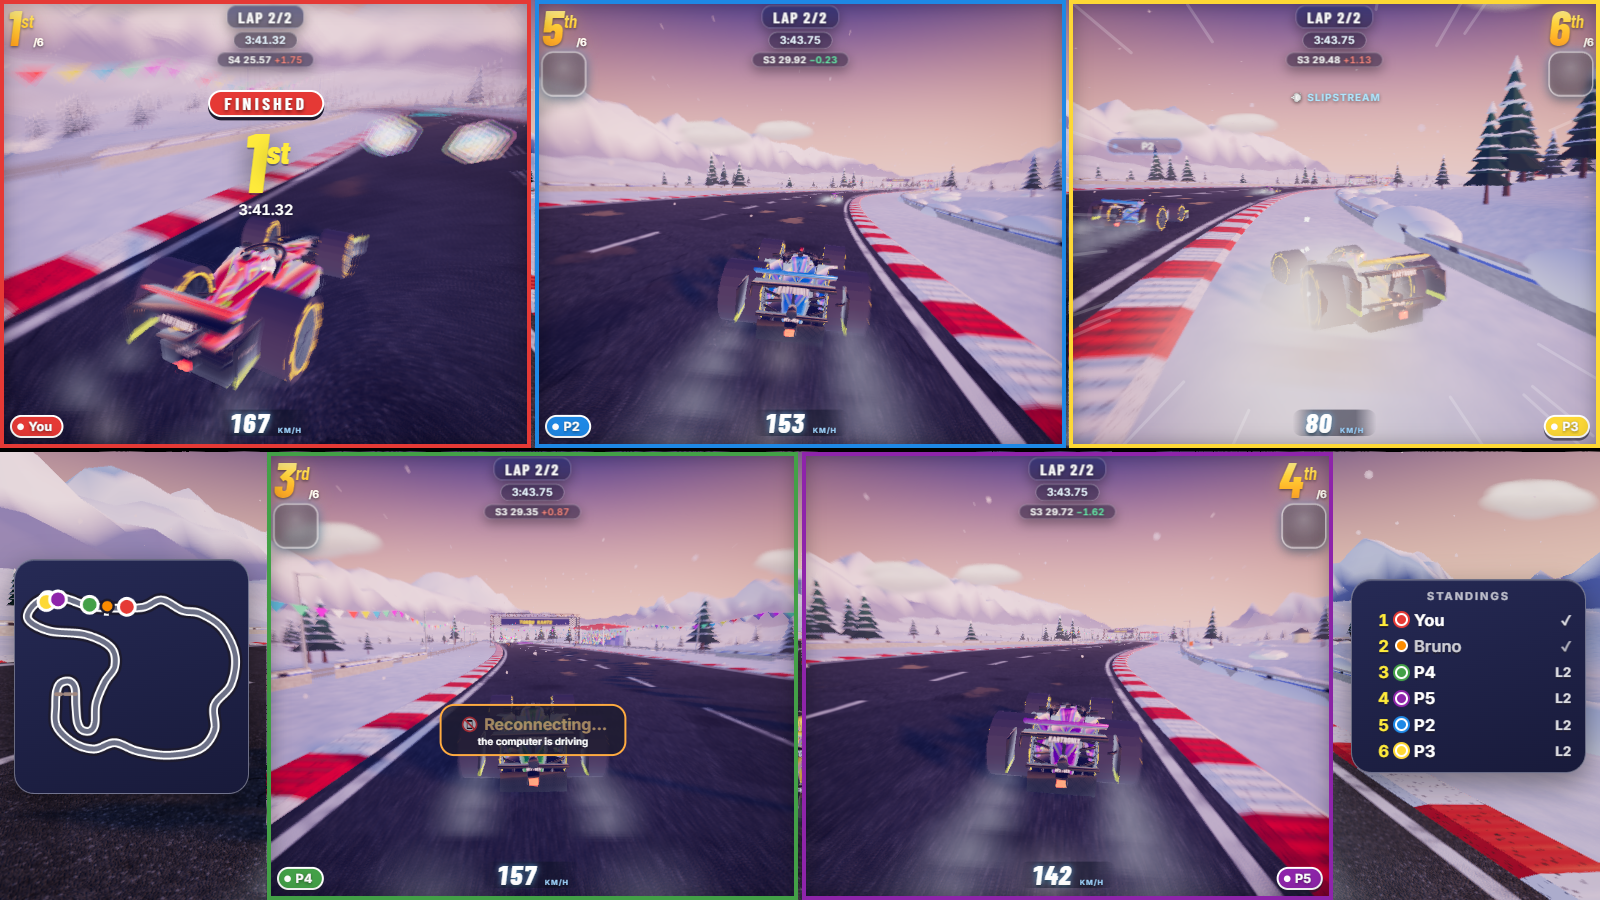 1st
/6
LAP 2/2
3:41.32
S4 25.57 +1.75
FINISHED
1st
3:41.32
167 KM/H
You
5th
/6
LAP 2/2
3:43.75
S3 29.92 −0.23
153 KM/H
P2
6th
/6
LAP 2/2
3:43.75
S3 29.48 +1.13
SLIPSTREAM
P2
80 KM/H
P3
3rd
/6
LAP 2/2
3:43.75
S3 29.35 +0.87
Reconnecting...
the computer is driving
157 KM/H
P4
4th
/6
LAP 2/2
3:43.75
S3 29.72 −1.62
142 KM/H
P5
STANDINGS
1 You ✓
2 Bruno ✓
3 P4 L2
4 P5 L2
5 P2 L2
6 P3 L2